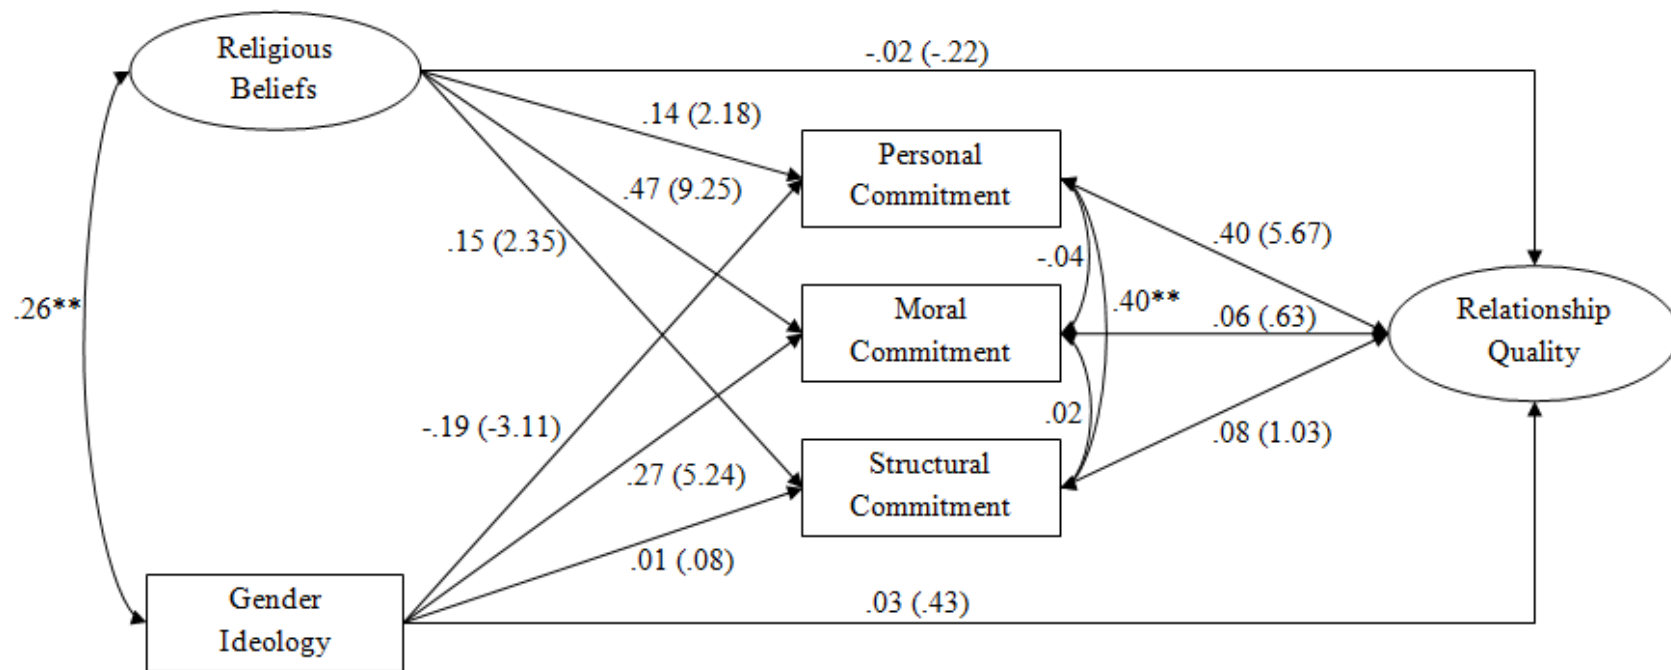 Religious
Beliefs
-.02 (-.22)
.14 (2.18)
Personal
Commitment
.47 (9.25)
.15 (2.35)
.40 (5.67)
-.04
.26**
.40**
Moral
Commitment
.06 (.63)
Relationship
Quality
-.19 (-3.11)
.02
.08 (1.03)
.27 (5.24)
Structural
Commitment
.01 (.08)
Gender
Ideology
.03 (.43)